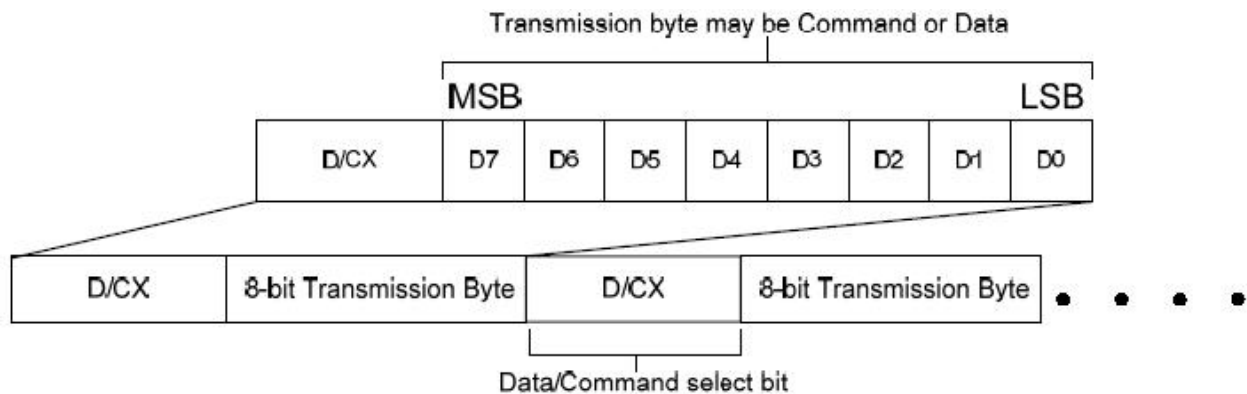 Transmission byte may be Command or Data
MSB LSB
D/CX D7 D6 D5 D4 D3 D2 D1 D0
D/CX 8-bit Transmission Byte D/CX 8-bit Transmission Byte
Data/Command select bit